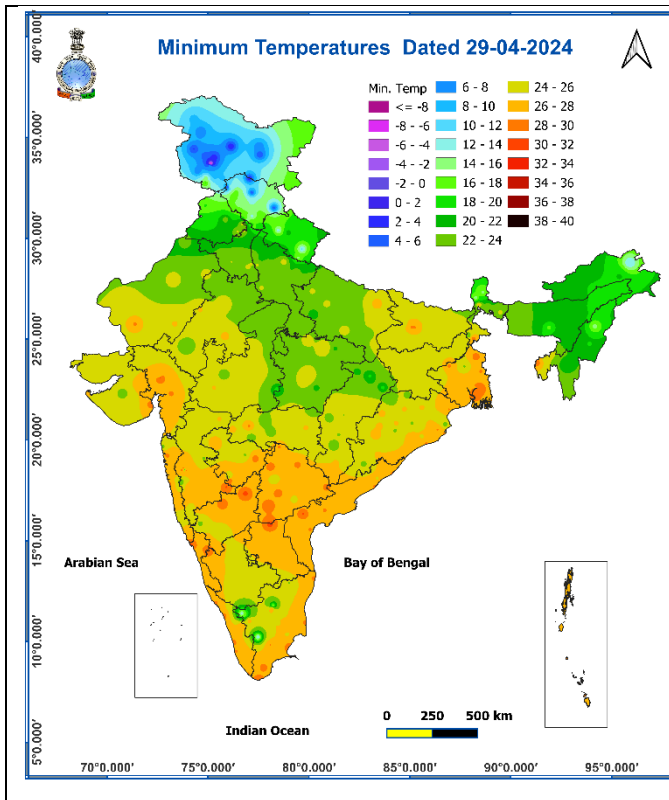 Minimum Temperatures Dated 29-04-2024
Min. Temp
<= -8
-8 - -6
-6 - -4
-4 - -2
-2 - 0
0 - 2
2 - 4
4 - 6
6 - 8
8 - 10
10 - 12
12 - 14
14 - 16
16 - 18
18 - 20
20 - 22
22 - 24
24 - 26
26 - 28
28 - 30
30 - 32
32 - 34
34 - 36
36 - 38
38 - 40
40°0.000'
35°0.000'
30°0.000'
25°0.000'
20°0.000'
15°0.000'
10°0.000'
5°0.000'
Arabian Sea
Bay of Bengal
Indian Ocean
0 250 500 km
70°0.000' 75°0.000' 80°0.000' 85°0.000' 90°0.000' 95°0.000'